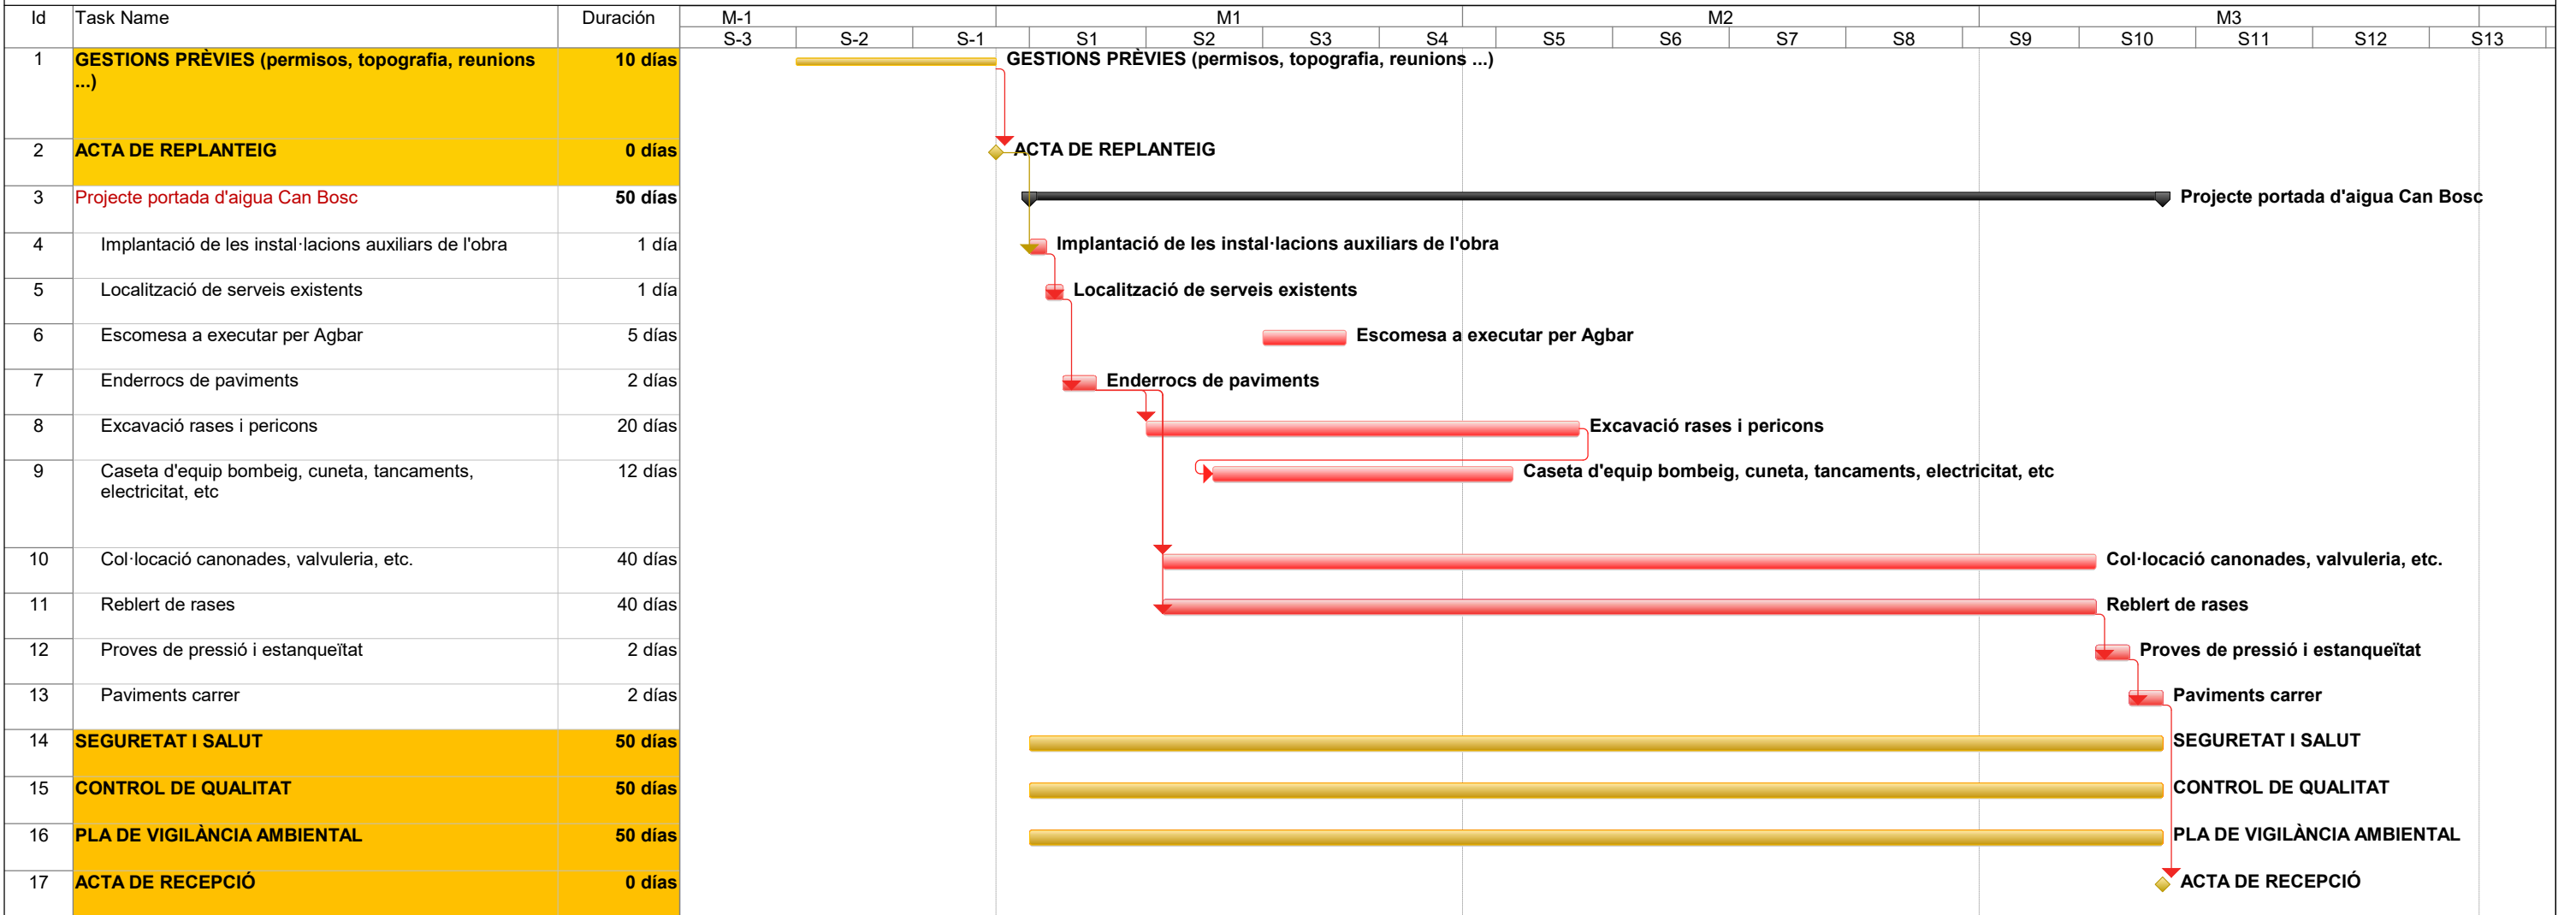 Id Task Name Duración M-1 M1 M2 M3
S-3 S-2 S-1 S1 S2 S3 S4 S5 S6 S7 S8 S9 S10 S11 S12 S13
1 GESTIONS PRÈVIES (permisos, topografia, reunions 10 días GESTIONS PRÈVIES (permisos, topografia, reunions ...)
...)
2 ACTA DE REPLANTEIG 0 días ACTA DE REPLANTEIG
3 Projecte portada d'aigua Can Bosc 50 días Projecte portada d'aigua Can Bosc
4 Implantació de les instal·lacions auxiliars de l'obra 1 día Implantació de les instal·lacions auxiliars de l'obra
5 Localització de serveis existents 1 día Localització de serveis existents
6 Escomesa a executar per Agbar 5 días Escomesa a executar per Agbar
7 Enderrocs de paviments 2 días Enderrocs de paviments
8 Excavació rases i pericons 20 días Excavació rases i pericons
9 Caseta d'equip bombeig, cuneta, tancaments, 12 días Caseta d'equip bombeig, cuneta, tancaments, electricitat, etc
electricitat, etc
10 Col·locació canonades, valvuleria, etc. 40 días Col·locació canonades, valvuleria, etc.
11 Reblert de rases 40 días Reblert de rases
12 Proves de pressió i estanqueïtat 2 días Proves de pressió i estanqueïtat
13 Paviments carrer 2 días Paviments carrer
14 SEGURETAT I SALUT 50 días SEGURETAT I SALUT
15 CONTROL DE QUALITAT 50 días CONTROL DE QUALITAT
16 PLA DE VIGILÀNCIA AMBIENTAL 50 días PLA DE VIGILÀNCIA AMBIENTAL
17 ACTA DE RECEPCIÓ 0 días ACTA DE RECEPCIÓ